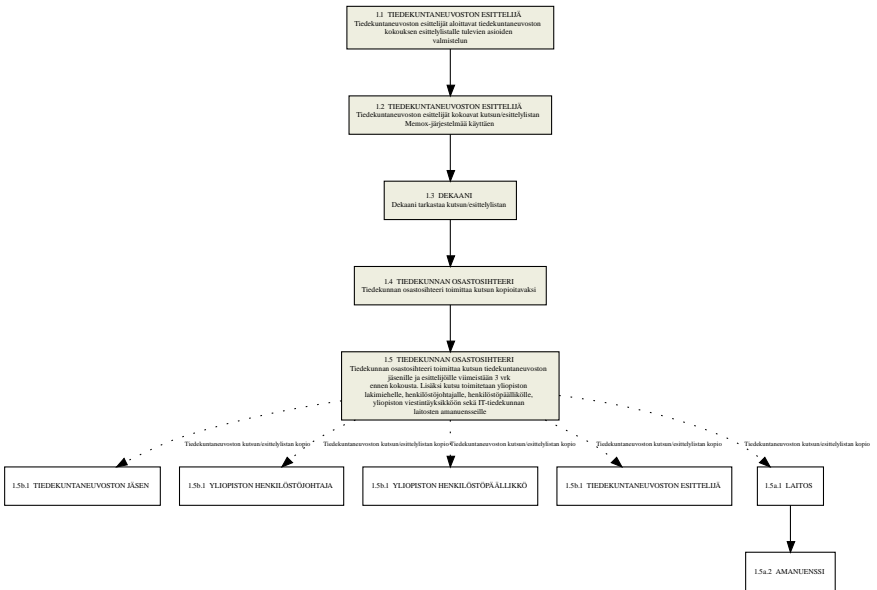 1.1 TIEDEKUNTANEUVOSTON ESITTELIJÄ
Tiedekuntaneuvoston esittelijät aloittavat tiedekuntaneuvoston
kokouksen esittelylistalle tulevien asioiden
valmistelun
1.2 TIEDEKUNTANEUVOSTON ESITTELIJÄ
Tiedekuntaneuvoston esittelijät kokoavat kutsun/esittelylistan
Memox-järjestelmää käyttäen
1.3 DEKAANI
Dekaani tarkastaa kutsun/esittelylistan
1.4 TIEDEKUNNAN OSASTOSIHTEERI
Tiedekunnan osastosihteeri toimittaa kutsun kopioitavaksi
1.5 TIEDEKUNNAN OSASTOSIHTEERI
Tiedekunnan osastosihteeri toimittaa kutsun tiedekuntaneuvoston
jäsenille ja esittelijöille viimeistään 3 vrk
ennen kokousta. Lisäksi kutsu toimitetaan yliopiston
lakimiehelle, henkilöstöjohtajalle, henkilöstöpäällikölle,
yliopiston viestintäyksikköön sekä IT-tiedekunnan
laitosten amanuensseille
Tiedekuntaneuvoston kutsun/esittelylistan kopio
Tiedekuntaneuvoston kutsun/esittelylistan kopio
Tiedekuntaneuvoston kutsun/esittelylistan kopio
Tiedekuntaneuvoston kutsun/esittelylistan kopio
Tiedekuntaneuvoston kutsun/esittelylistan kopio
1.5b.1 TIEDEKUNTANEUVOSTON JÄSEN
1.5b.1 YLIOPISTON HENKILÖSTÖJOHTAJA
1.5b.1 YLIOPISTON HENKILÖSTÖPÄÄLLIKKÖ
1.5b.1 TIEDEKUNTANEUVOSTON ESITTELIJÄ
1.5a.1 LAITOS
1.5a.2 AMANUENSSI